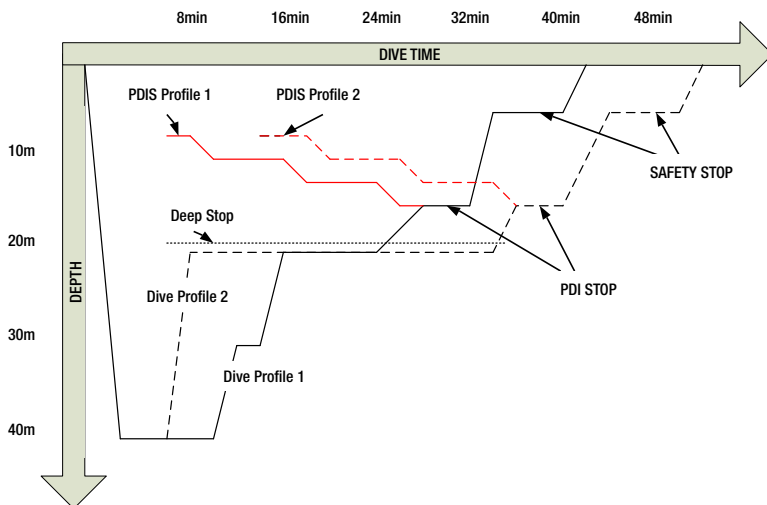 8min 16min 24min 32min 40min 48min
DIVE TIME
PDIS Profile 1
PDIS Profile 2
10m
SAFETY STOP
Deep Stop
20m
DEPTH
PDI STOP
Dive Profile 2
30m
Dive Profile 1
40m